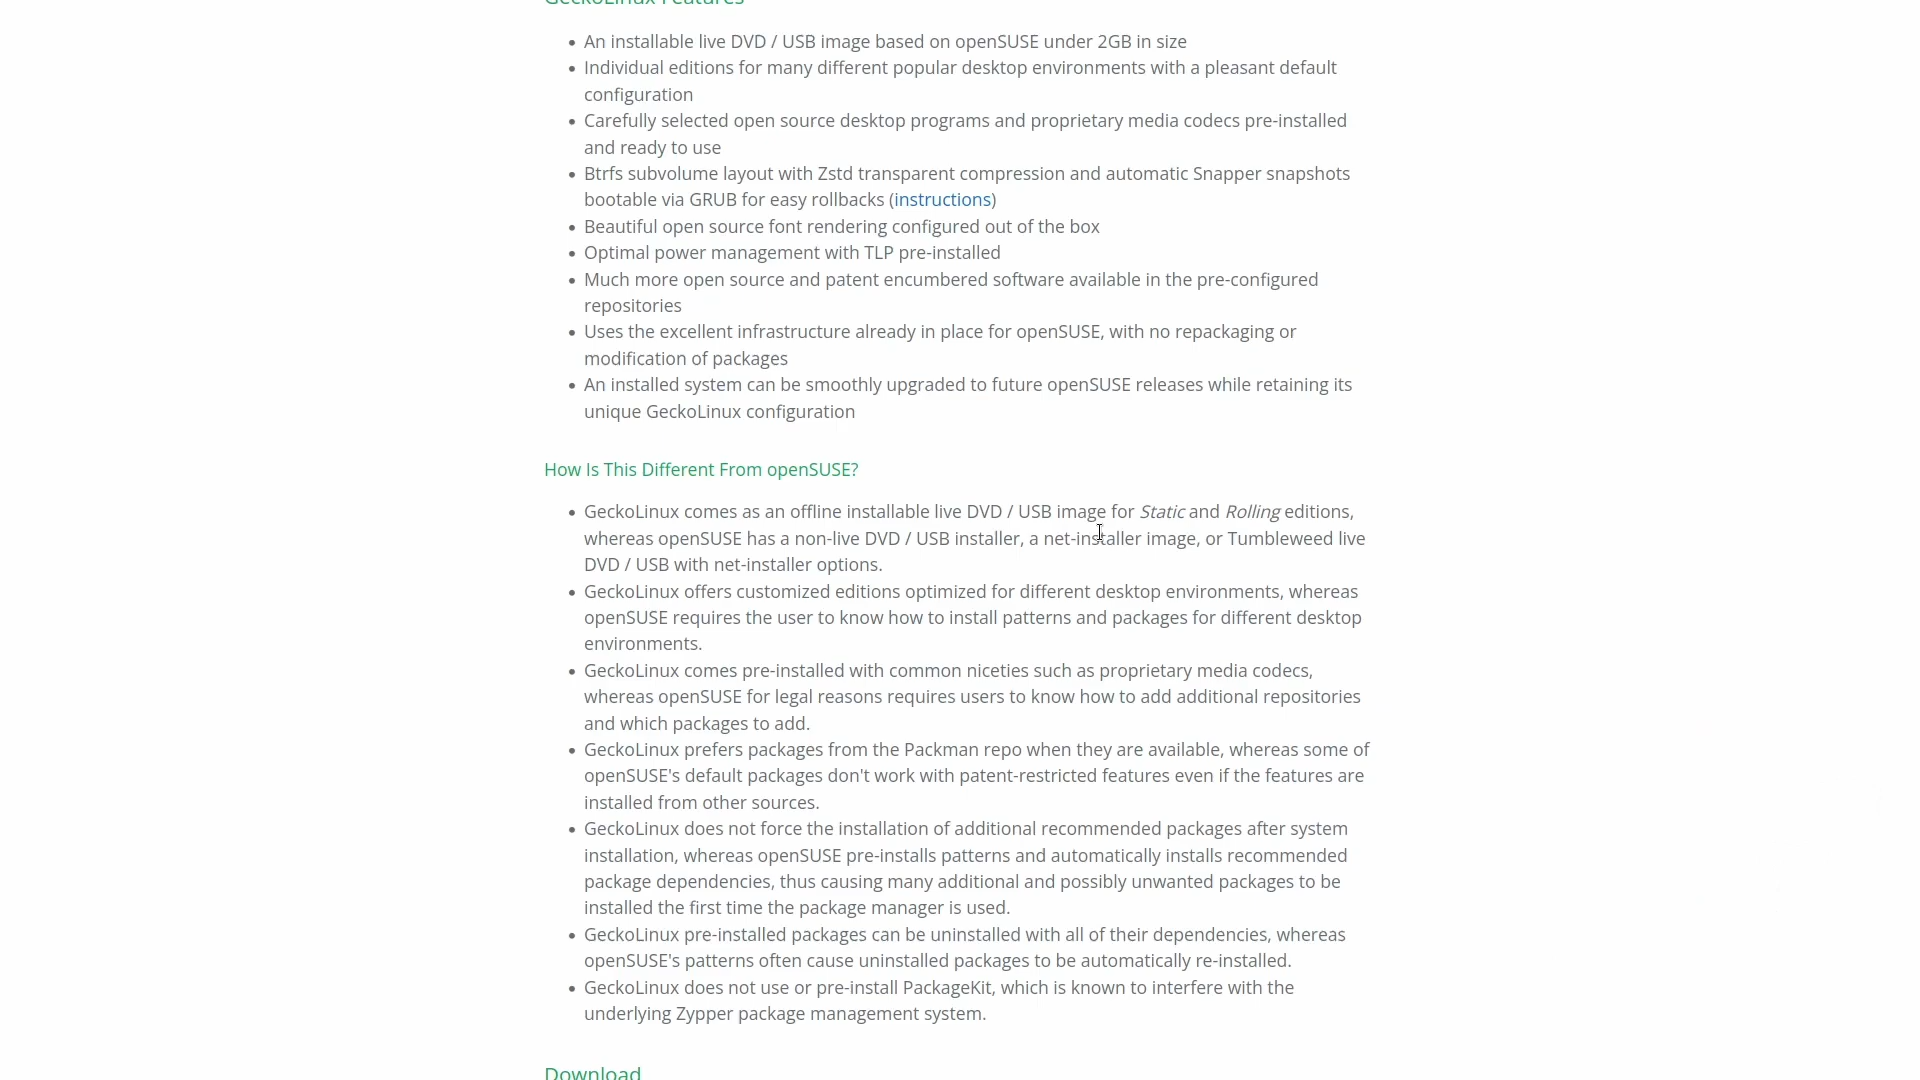 GeckoLinux Features
An installable live DVD / USB image based on openSUSE under 2GB in size
Individual editions for many different popular desktop environments with a pleasant default
configuration
Carefully selected open source desktop programs and proprietary media codecs pre-installed
and ready to use
Btrfs subvolume layout with Zstd transparent compression and automatic Snapper snapshots
bootable via GRUB for easy rollbacks (instructions)
Beautiful open source font rendering configured out of the box
Optimal power management with TLP pre-installed
Much more open source and patent encumbered software available in the pre-configured
repositories
Uses the excellent infrastructure already in place for openSUSE, with no repackaging or
modification of packages
An installed system can be smoothly upgraded to future openSUSE releases while retaining its
unique GeckoLinux configuration
How Is This Different From openSUSE?
GeckoLinux comes as an offline installable live DVD / USB image for Static and Rolling editions,
whereas openSUSE has a non-live DVD / USB installer, a net-installer image, or Tumbleweed live
DVD / USB with net-installer options.
GeckoLinux offers customized editions optimized for different desktop environments, whereas
openSUSE requires the user to know how to install patterns and packages for different desktop
environments.
GeckoLinux comes pre-installed with common niceties such as proprietary media codecs,
whereas openSUSE for legal reasons requires users to know how to add additional repositories
and which packages to add.
GeckoLinux prefers packages from the Packman repo when they are available, whereas some of
openSUSE's default packages don't work with patent-restricted features even if the features are
installed from other sources.
GeckoLinux does not force the installation of additional recommended packages after system
installation, whereas openSUSE pre-installs patterns and automatically installs recommended
package dependencies, thus causing many additional and possibly unwanted packages to be
installed the first time the package manager is used.
GeckoLinux pre-installed packages can be uninstalled with all of their dependencies, whereas
openSUSE's patterns often cause uninstalled packages to be automatically re-installed.
GeckoLinux does not use or pre-install PackageKit, which is known to interfere with the
underlying Zypper package management system.
Download